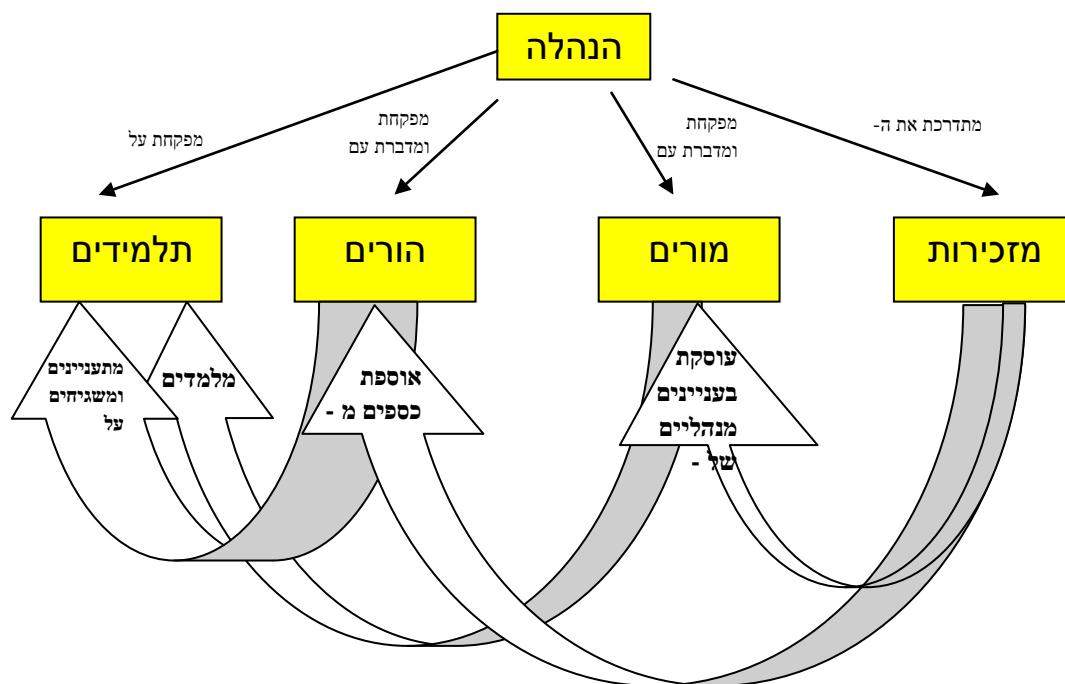 הנהלה
מתדרכת את ה-
מפקחת
ומדברת עם
מפקחת
ומדברת עם
מפקחת על
מזכירות
מורים
הורים
תלמידים
עוסקת
בעניינים
מנהליים
של -
אוספת
כספים מ -
מלמדים
מתעניינים
ומשגיחים
על